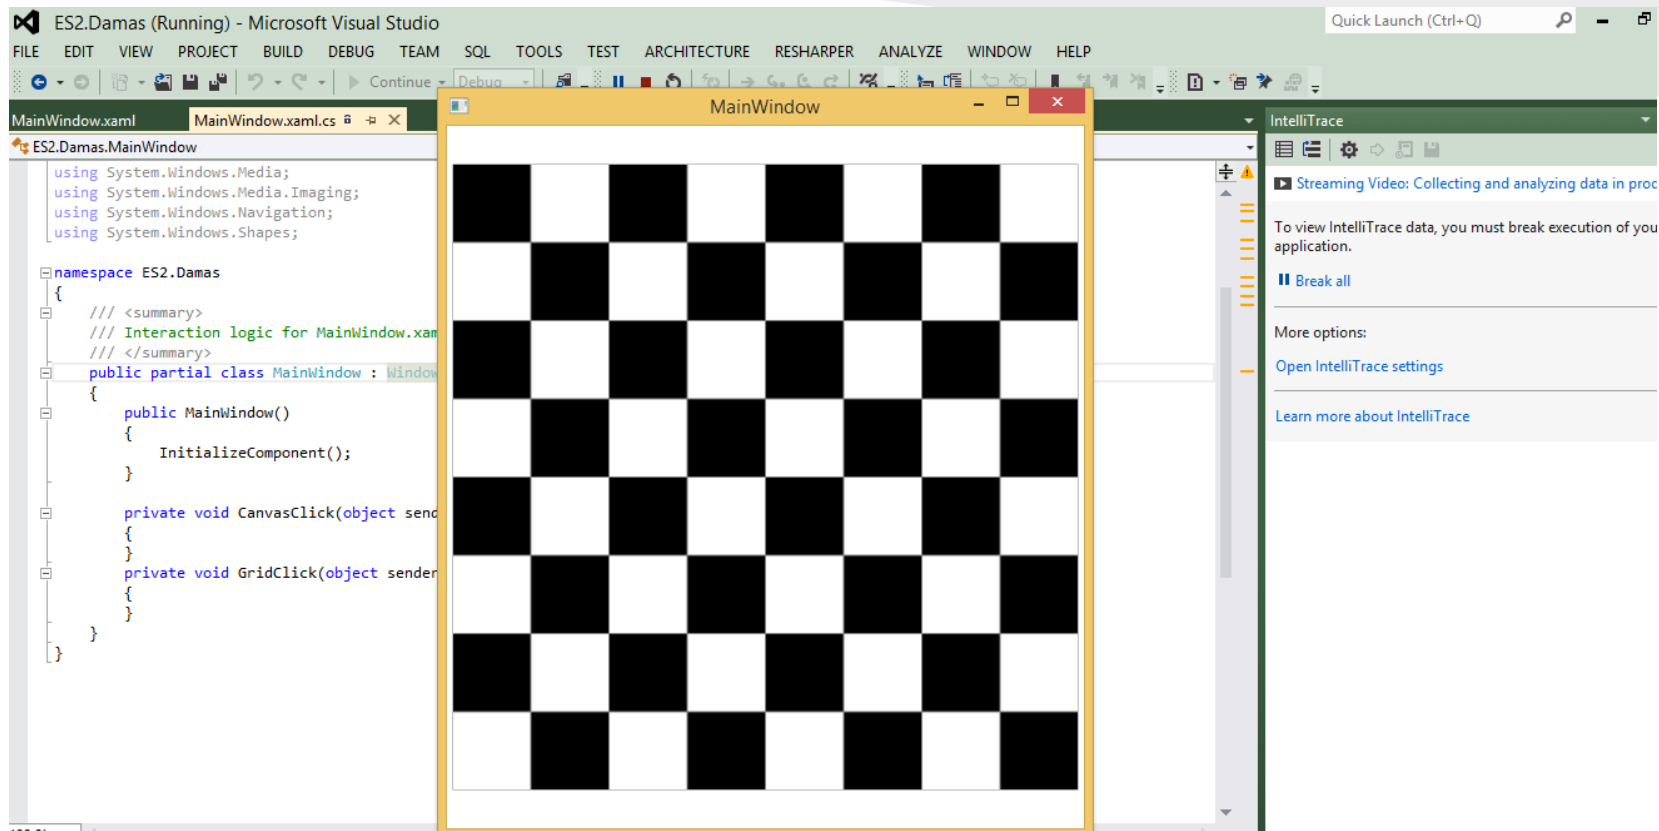 ES2.Damas (Running) - Microsoft Visual Studio
Quick Launch (Ctrl+Q)
FILE EDIT VIEW PROJECT BUILD DEBUG TEAM SQL TOOLS TEST ARCHITECTURE RESHARPER ANALYZE WINDOW HELP
Continue Debug
MainWindow
MainWindow.xaml MainWindow.xaml.cs
IntelliTrace
ES2.Damas.MainWindow
using System.Windows.Media;
using System.Windows.Media.Imaging;
using System.Windows.Navigation;
using System.Windows.Shapes;
namespace ES2.Damas
{
/// <summary>
/// Interaction logic for MainWindow.xam
/// </summary>
public partial class MainWindow : Window
{
public MainWindow()
{
InitializeComponent();
}
private void CanvasClick(object send
{
}
private void GridClick(object sender
{
}
}
}
Streaming Video: Collecting and analyzing data in proc
To view IntelliTrace data, you must break execution of you
application.
Break all
More options:
Open IntelliTrace settings
Learn more about IntelliTrace